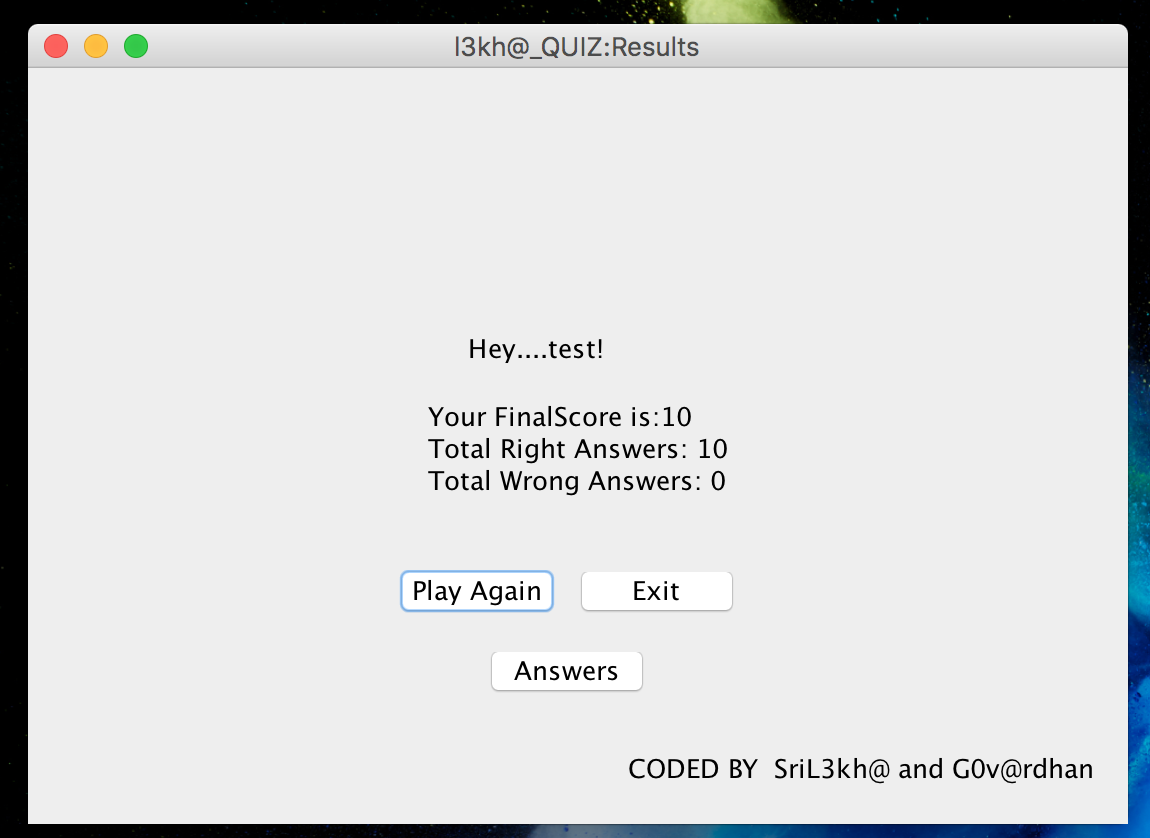 l3kh@_QUIZ:Results
Hey....test!
Your FinalScore is:10
Total Right Answers: 10
Total Wrong Answers: 0
Play Again Exit
Answers
CODED BY  SriL3kh@ and G0v@rdhan